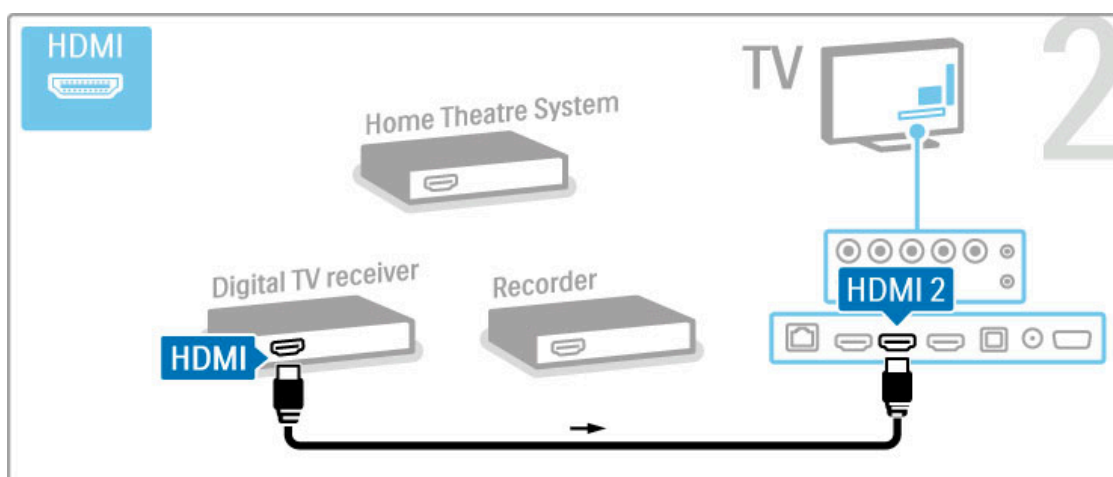 HDMI
TV
2
Home Theatre System
Digital TV receiver
Recorder
HDMI 2
HDMI